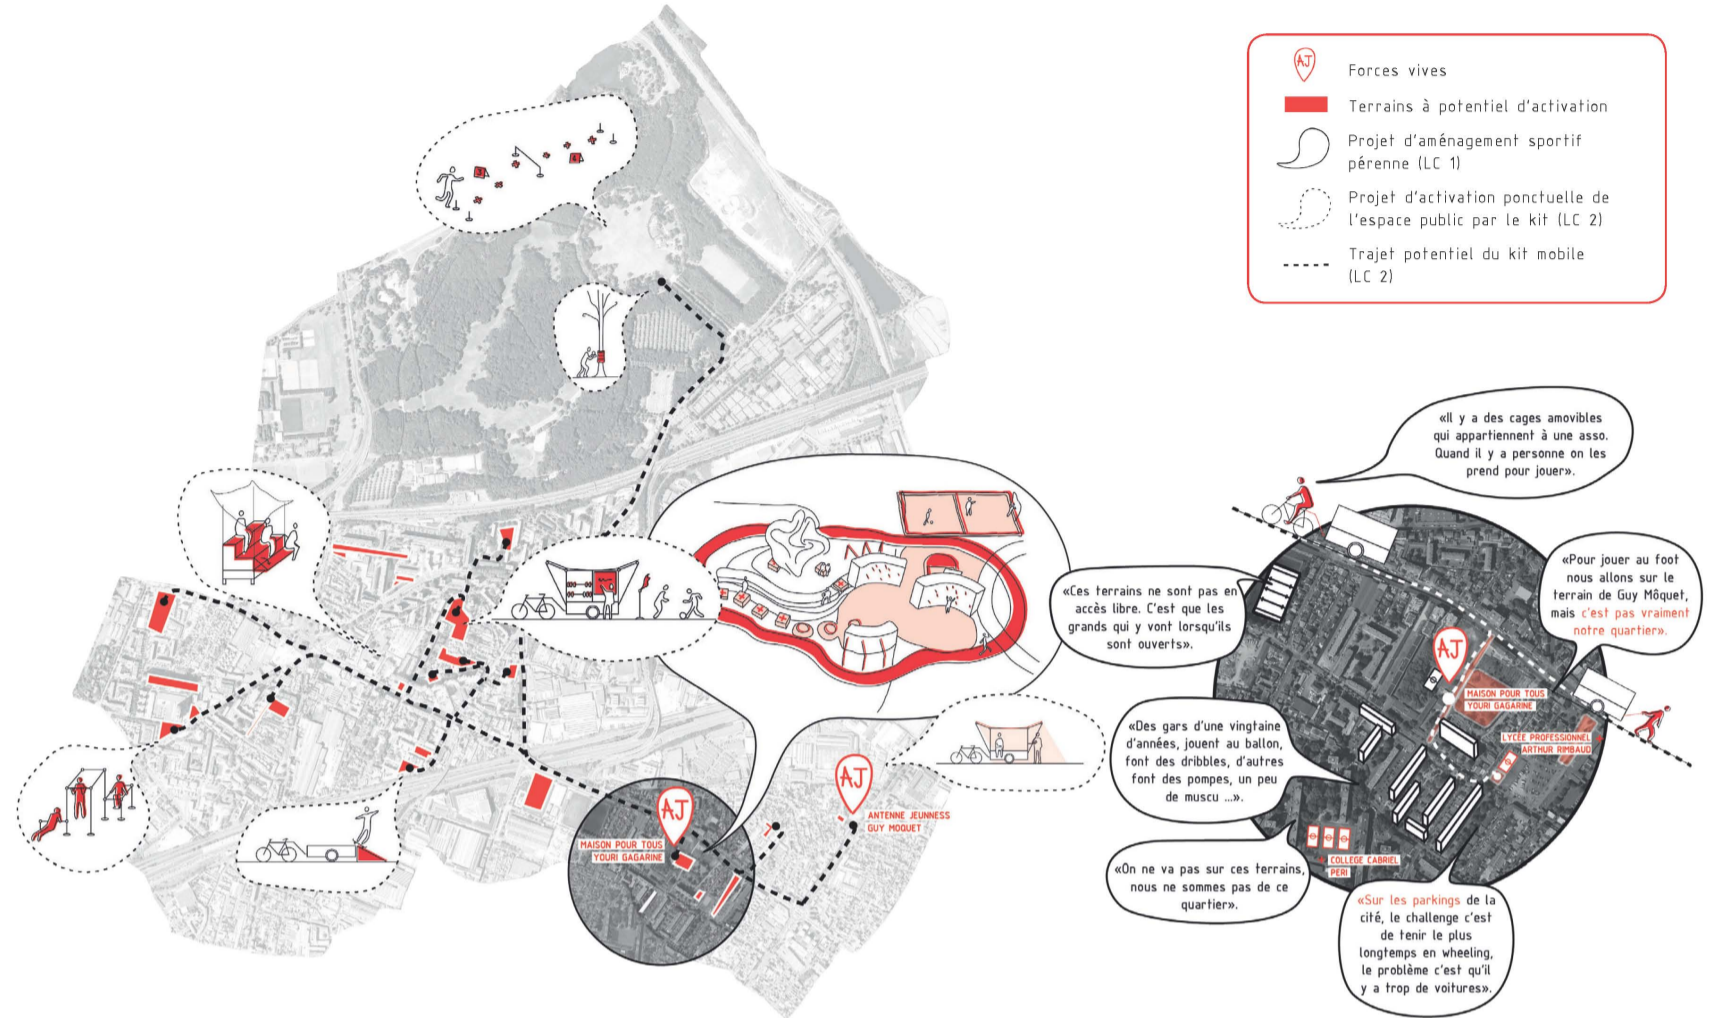 AJ
Forces vives
Terrains à potentiel d'activation
Projet d'aménagement sportif
pérenne (LC 1)
Projet d'activation ponctuelle de
l'espace public par le kit (LC 2)
Trajet potentiel du kit mobile
(LC 2)
3
4
AJ
MAISON POUR TOUS
YOURI GAGARINE
AJ
ANTENNE JEUNNESS
GUY MOQUET
«Il y a des cages amovibles
qui appartiennent à une asso.
Quand il y a personne on les
prend pour jouer».
«Ces terrains ne sont pas en
accès libre. C'est que les
grands qui y vont lorsqu'ils
sont ouverts».
«Pour jouer au foot
nous allons sur le
terrain de Guy Môquet,
mais c'est pas vraiment
notre quartier».
AJ
MAISON POUR TOUS
YOURI GAGARINE
LYCÉE PROFESSIONNEL
ARTHUR RIMBAUD
«Des gars d'une vingtaine
d'années, jouent au ballon,
font des dribbles, d'autres
font des pompes, un peu
de muscu ...».
COLLEGE CABRIEL
PERI
«On ne va pas sur ces terrains,
nous ne sommes pas de ce
quartier».
«Sur les parkings de la
cité, le challenge c'est
de tenir le plus
longtemps en wheeling,
le problème c'est qu'il
y a trop de voitures».